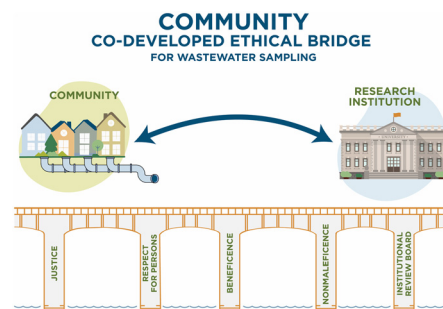 COMMUNITY
CO-DEVELOPED ETHICAL BRIDGE
FOR WASTEWATER SAMPLING
COMMUNITY
RESEARCH
INSTITUTION
JUSTICE
RESPECT
FOR PERSONS
BENEFICENCE
NONMALEFICENCE
INSTITUTIONAL
REVIEW BOARD